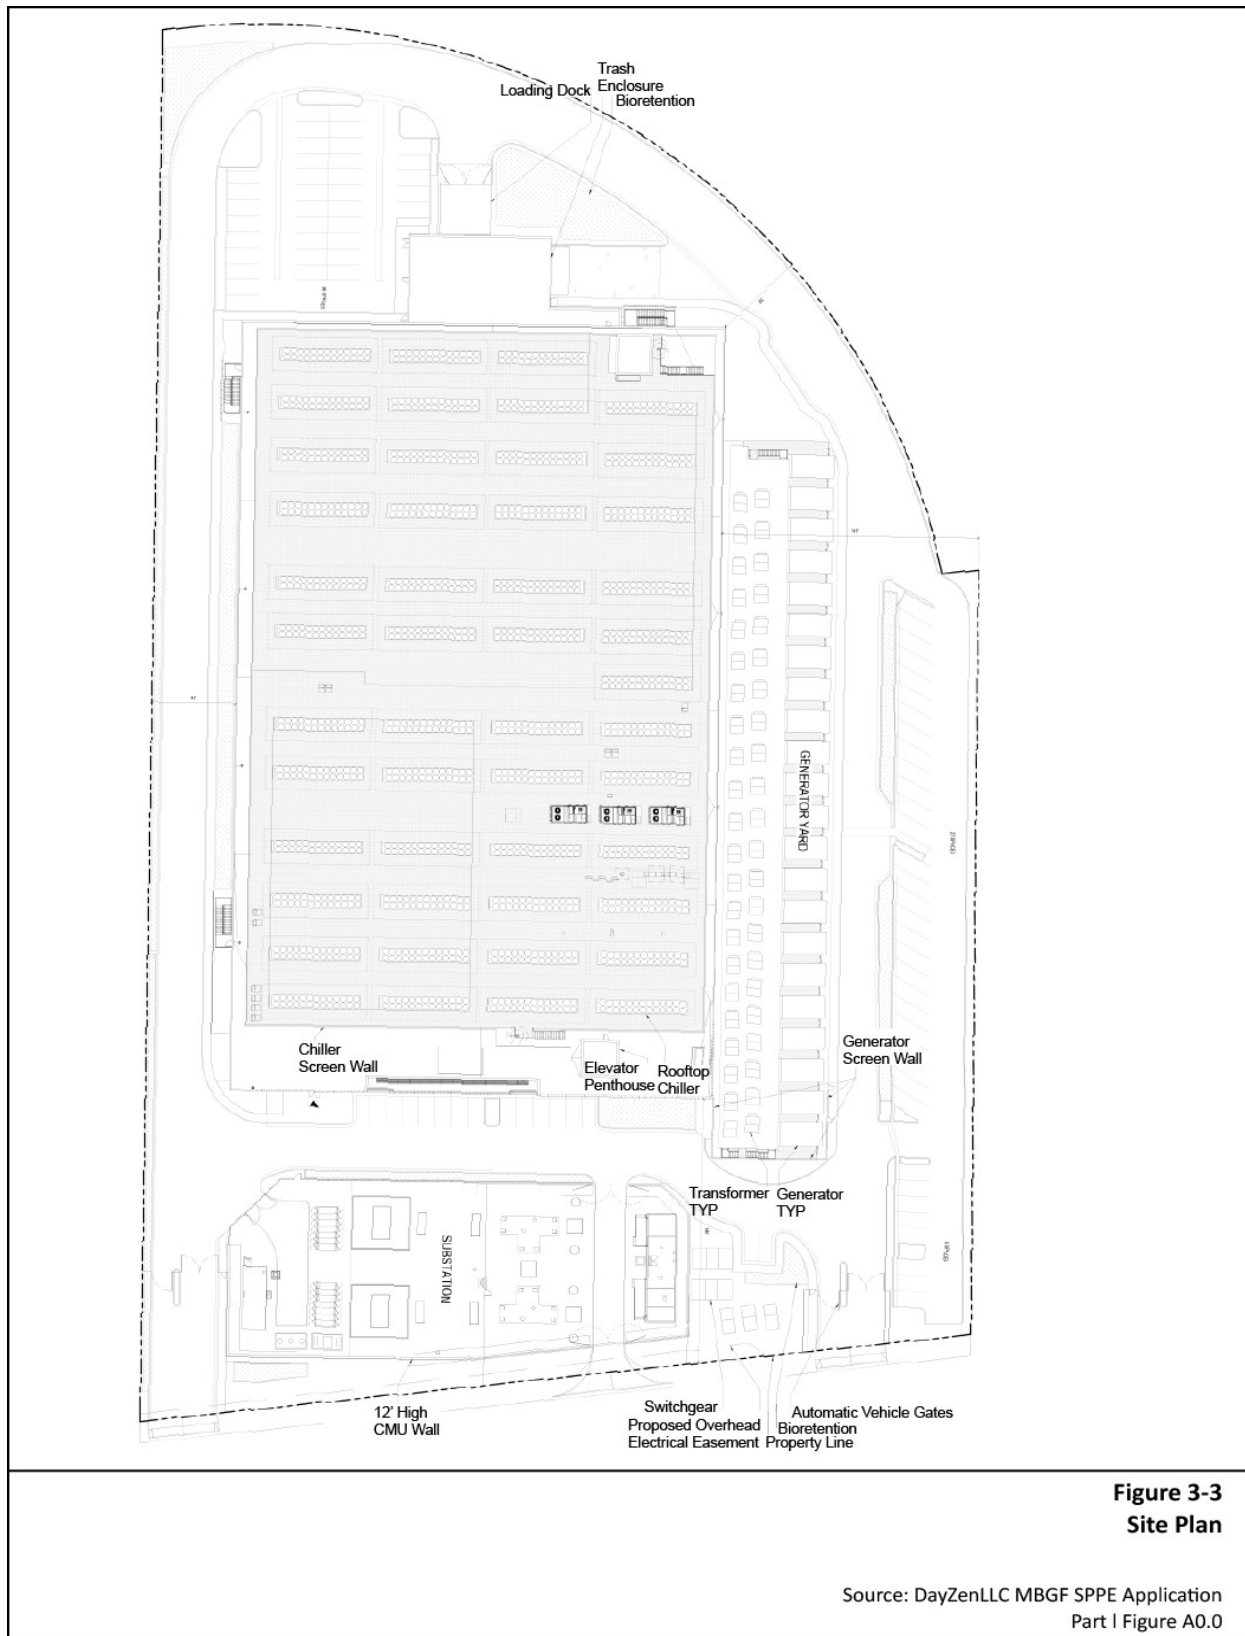 Trash
Enclosure
Loading Dock
Bioretention
GENERATOR YARD
Chiller
Screen Wall
Elevator
Penthouse
Rooftop
Chiller
Generator
Screen Wall
Transformer
TYP
Generator
TYP
SUBSTATION
12' High
CMU Wall
Switchgear
Proposed Overhead
Electrical Easement
Automatic Vehicle Gates
Bioretention
Property Line
Figure 3-3
Site Plan
Source: DayZenLLC MBGF SPPE Application
Part I Figure A0.0